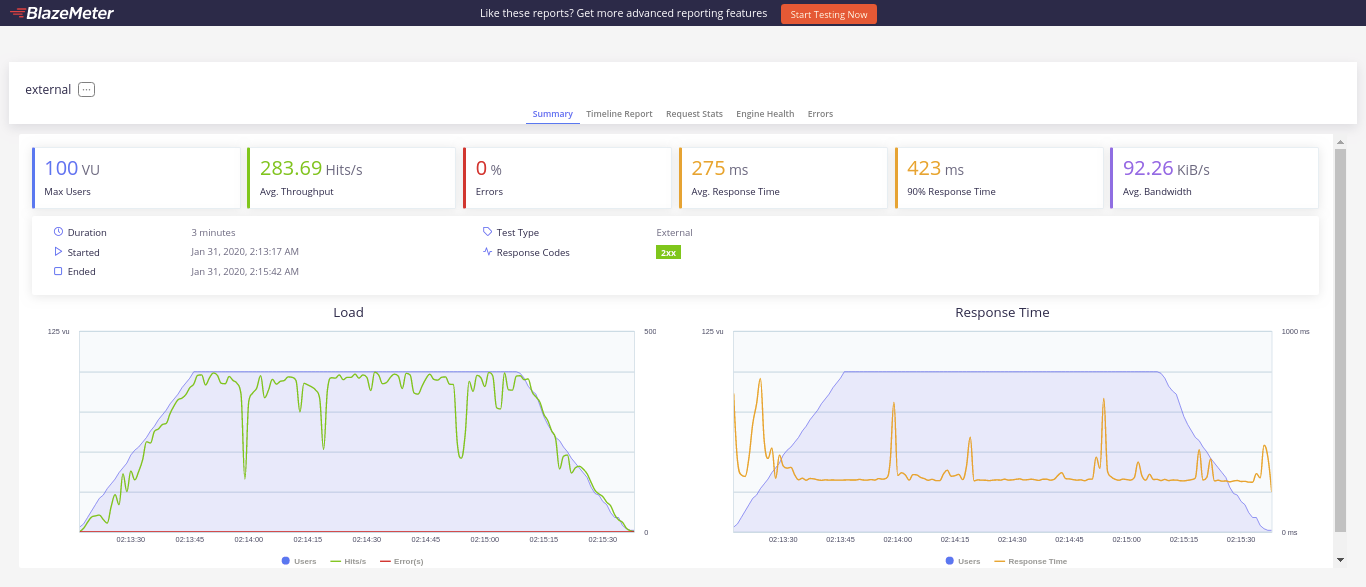 BlazeMeter
Like these reports? Get more advanced reporting features
Start Testing Now
external
Summary Timeline Report Request Stats Engine Health Errors
100 VU
Max Users
283.69 Hits/s
Avg. Throughput
0 %
Errors
275 ms
Avg. Response Time
423 ms
90% Response Time
92.26 KiB/s
Avg. Bandwidth
Duration 3 minutes
Started Jan 31, 2020, 2:13:17 AM
Ended Jan 31, 2020, 2:15:42 AM
Test Type External
Response Codes 2xx
Load
125 vu
500
0
02:13:30 02:13:45 02:14:00 02:14:15 02:14:30 02:14:45 02:15:00 02:15:15 02:15:30
Users Hits/s Error(s)
Response Time
125 vu
1000 ms
0 ms
02:13:30 02:13:45 02:14:00 02:14:15 02:14:30 02:14:45 02:15:00 02:15:15 02:15:30
Users Response Time